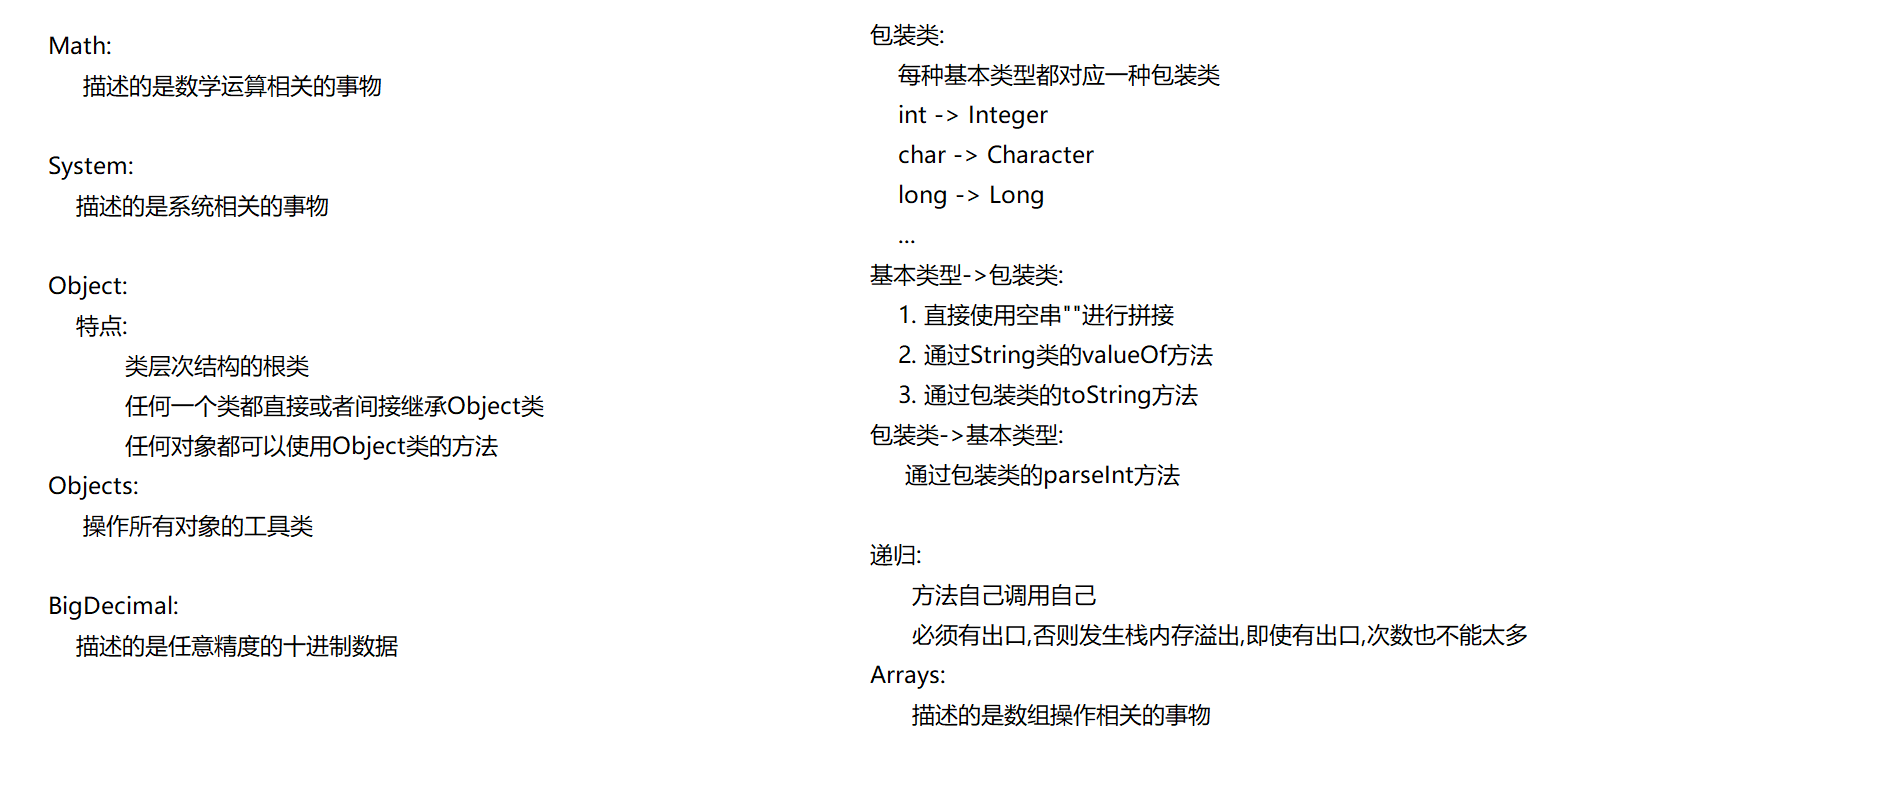 Math:
描述的是数学运算相关的事物
System:
描述的是系统相关的事物
Object:
特点:
类层次结构的根类
任何一个类都直接或者间接继承Object类
任何对象都可以使用Object类的方法
Objects:
操作所有对象的工具类
BigDecimal:
描述的是任意精度的十进制数据
包装类:
每种基本类型都对应一种包装类
int -> Integer
char -> Character
long -> Long
...
基本类型->包装类:
1. 直接使用空串""进行拼接
2. 通过String类的valueOf方法
3. 通过包装类的toString方法
包装类->基本类型:
通过包装类的parseInt方法
递归:
方法自己调用自己
必须有出口,否则发生栈内存溢出,即使有出口,次数也不能太多
Arrays:
描述的是数组操作相关的事物